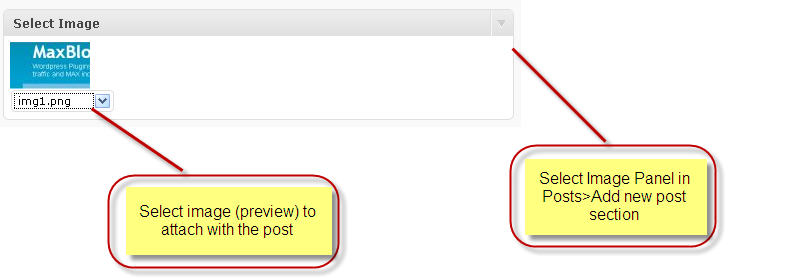 Select Image
MaxBlo
Wordpress Plugins
traffic and MAX inc
img1.png
Select image (preview) to
attach with the post
Select Image Panel in
Posts>Add new post
section